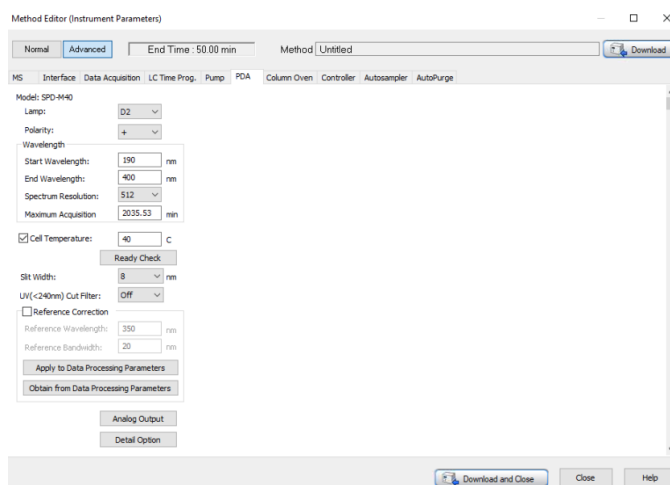 Method Editor (Instrument Parameters)
Normal Advanced End Time : 50.00 min Method Untitled Download
MS Interface Data Acquisition LC Time Prog. Pump PDA Column Oven Controller Autosampler AutoPurge
Model: SPD-M40
Lamp: D2
Polarity: +
Wavelength
Start Wavelength: 190 nm
End Wavelength: 400 nm
Spectrum Resolution: 512
Maximum Acquisition 2035.53 min
Cell Temperature: 40 C
Ready Check
Slit Width: 8 nm
UV(<240nm) Cut Filter: Off
Reference Correction
Reference Wavelength: 350 nm
Reference Bandwidth: 20 nm
Apply to Data Processing Parameters
Obtain from Data Processing Parameters
Analog Output
Detail Option
Download and Close Close Help